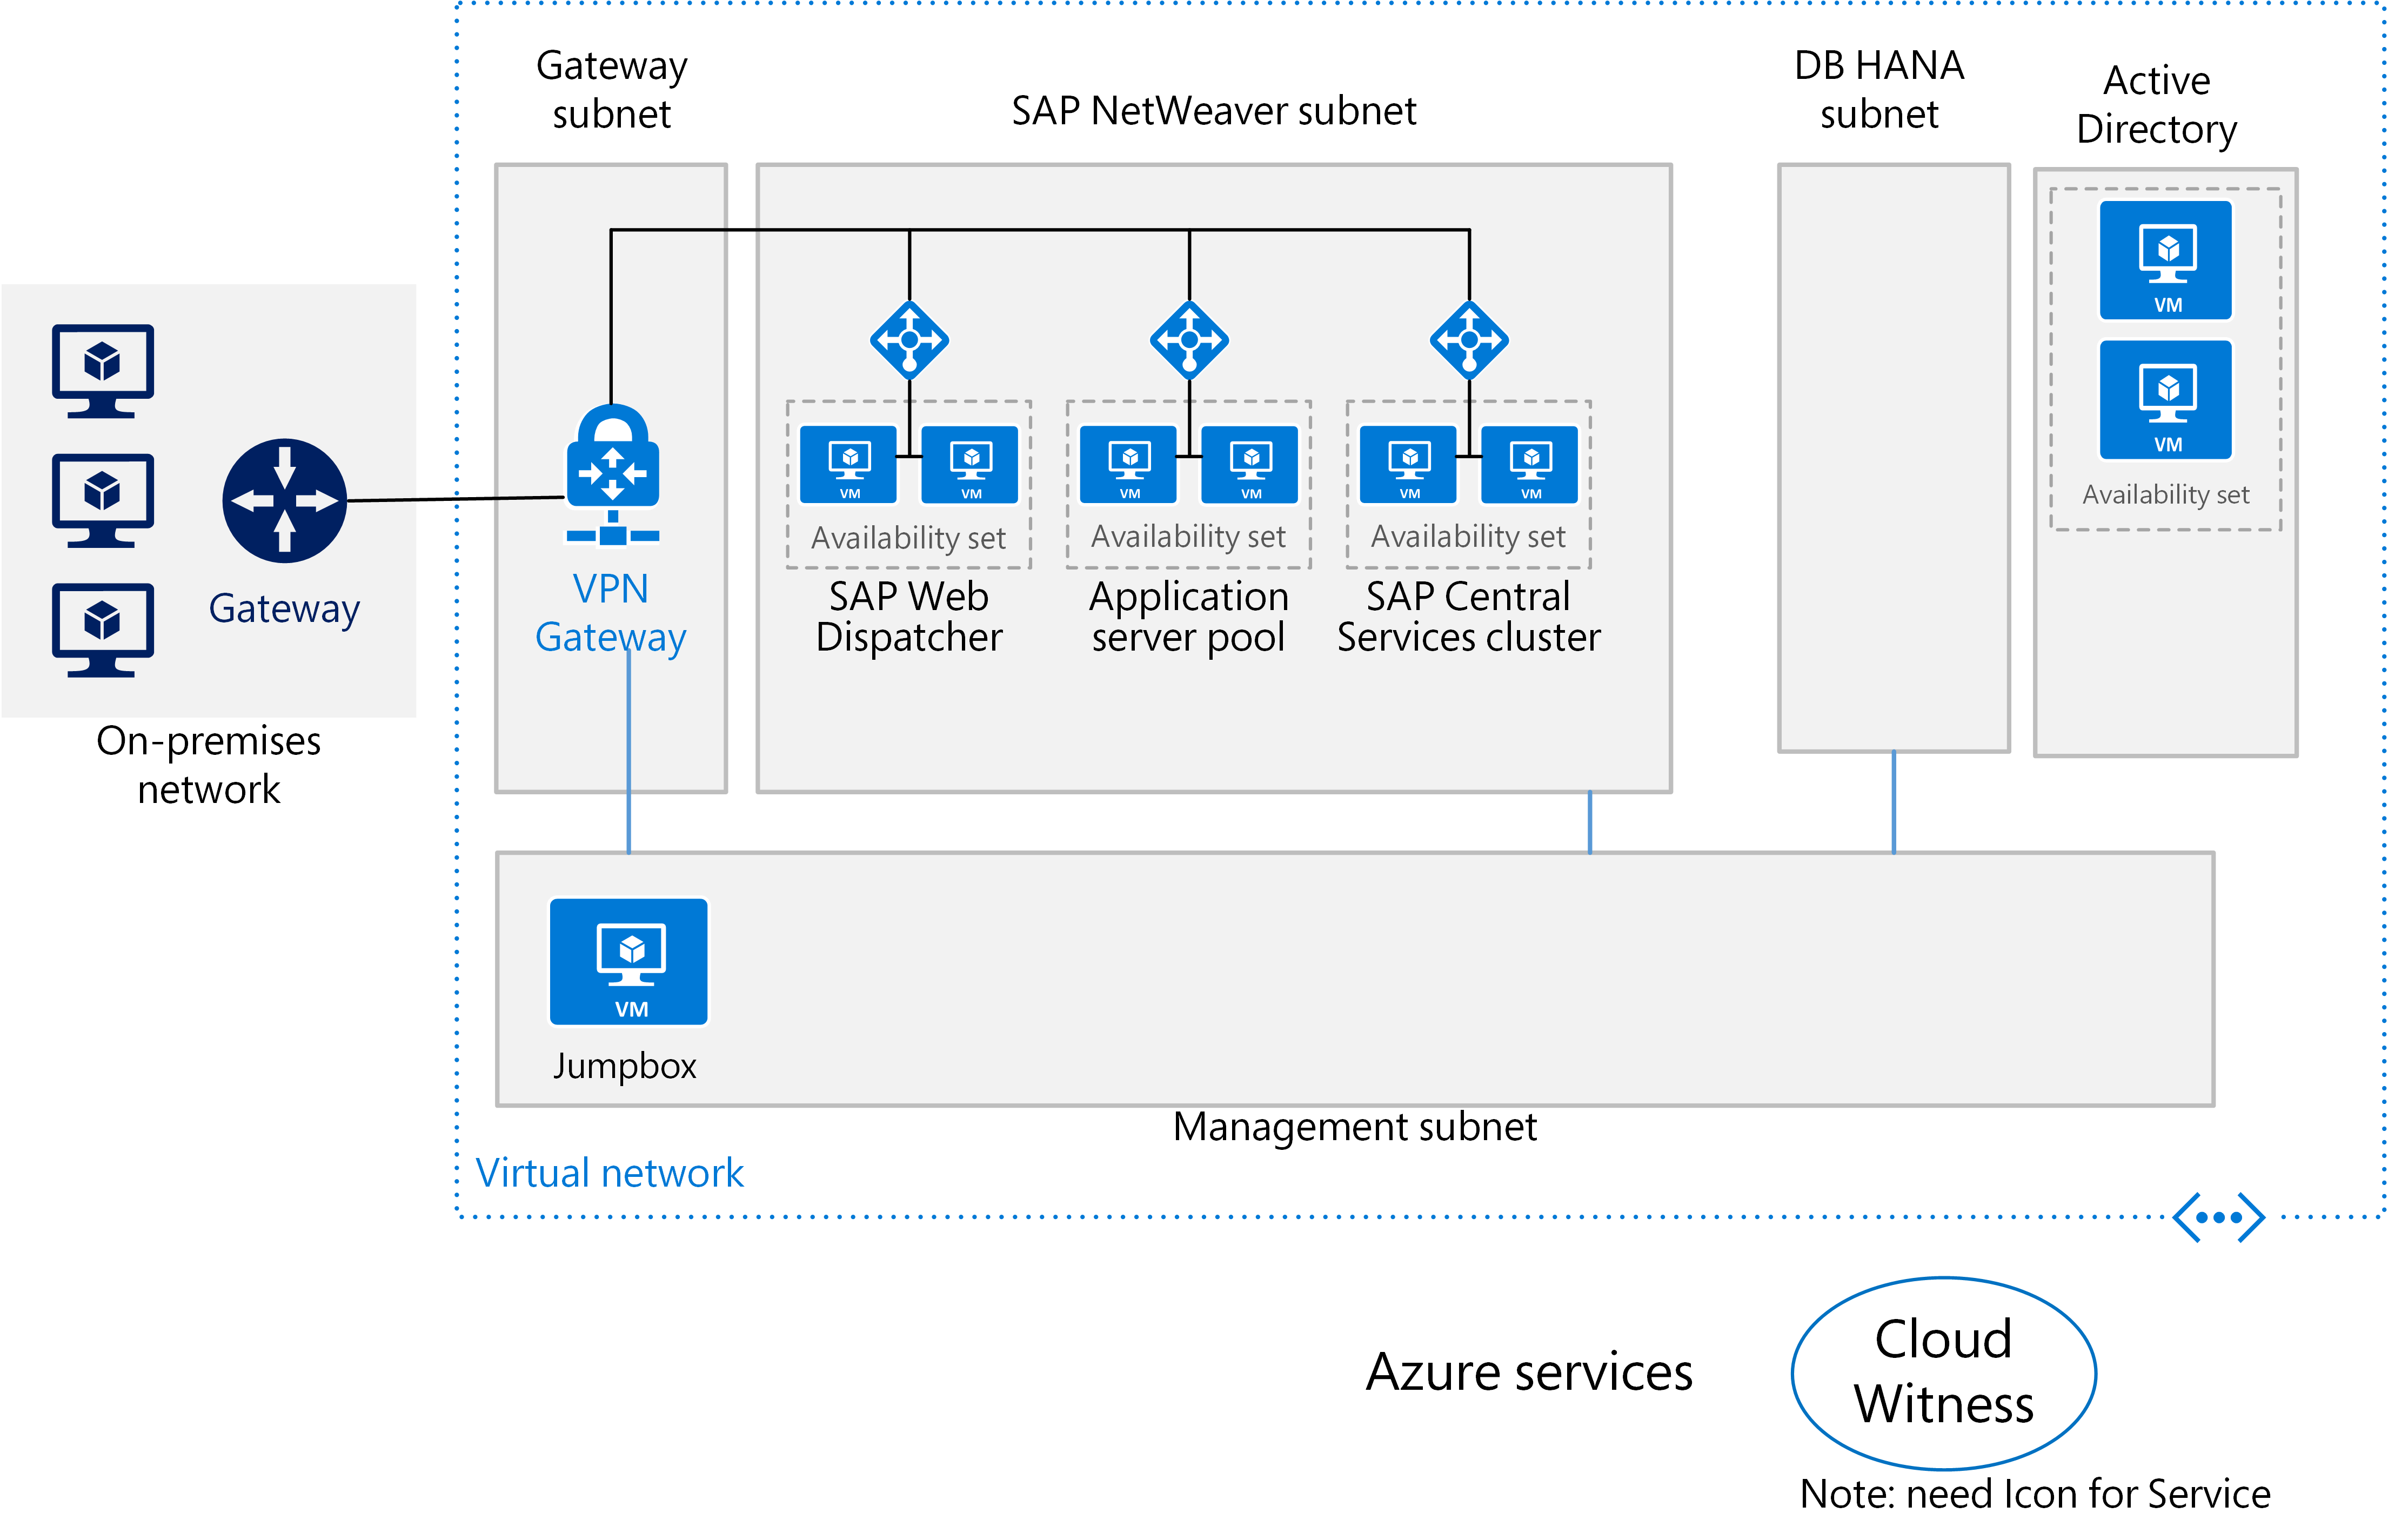 Gateway
subnet
SAP NetWeaver subnet
DB HANA
subnet
Active
Directory
VM
VM
Availability set
VM
VM
Availability set
SAP Web
Dispatcher
VM
VM
Availability set
Application
server pool
VM
VM
Availability set
SAP Central
Services cluster
VPN
Gateway
Gateway
On-premises
network
VM
Jumpbox
Management subnet
Virtual network
Azure services
Cloud
Witness
Note: need Icon for Service